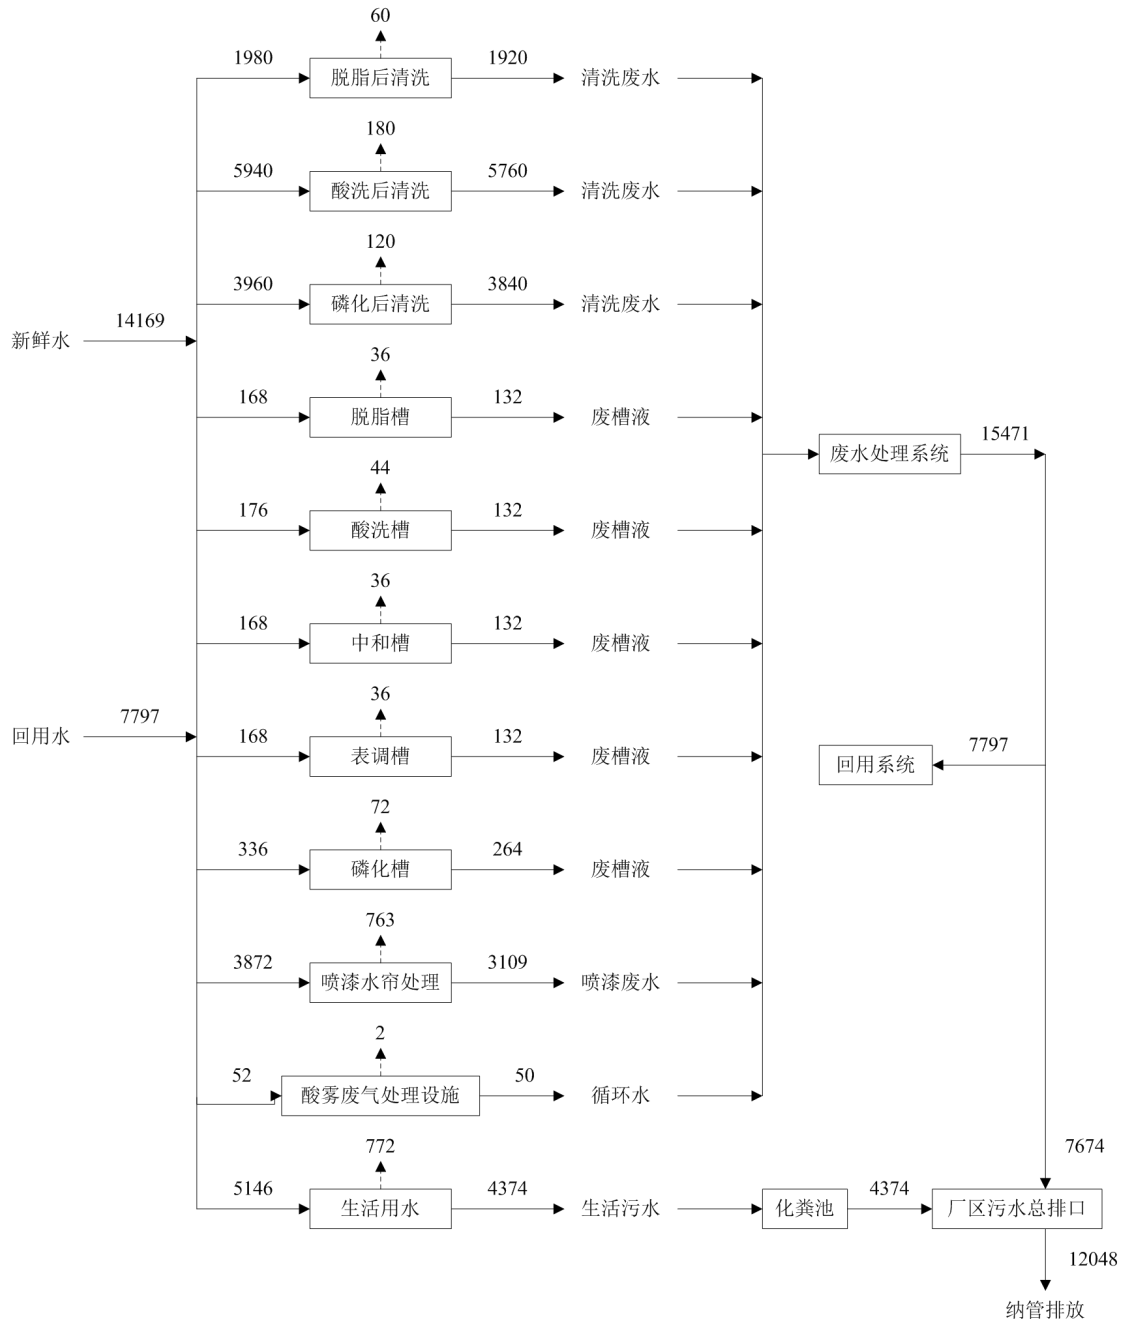 60
1980
脱脂后清洗
1920
清洗废水
180
5940
酸洗后清洗
5760
清洗废水
120
3960
磷化后清洗
3840
清洗废水
新鲜水
14169
36
168
脱脂槽
132
废槽液
废水处理系统
15471
44
176
酸洗槽
132
废槽液
36
168
中和槽
132
废槽液
回用水
7797
36
168
表调槽
132
废槽液
回用系统
7797
72
336
磷化槽
264
废槽液
763
3872
喷漆水帘处理
3109
喷漆废水
2
52
酸雾废气处理设施
50
循环水
772
5146
生活用水
4374
生活污水
化粪池
4374
7674
厂区污水总排口
12048
纳管排放